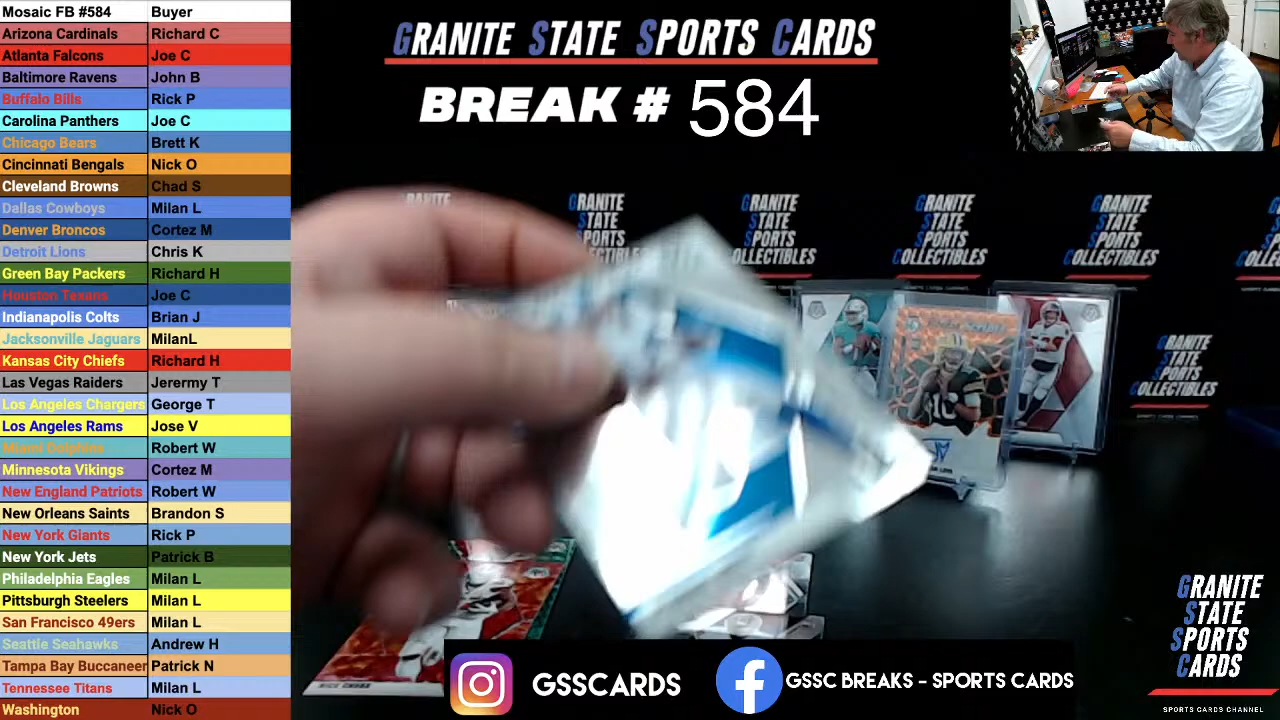 Mosaic FB #584 Buyer
Arizona Cardinals Richard C
Atlanta Falcons Joe C
Baltimore Ravens John B
Buffalo Bills Rick P
Carolina Panthers Joe C
Chicago Bears Brett K
Cincinnati Bengals Nick O
Cleveland Browns Chad S
Dallas Cowboys Milan L
Denver Broncos Cortez M
Detroit Lions Chris K
Green Bay Packers Richard H
Houston Texans Joe C
Indianapolis Colts Brian J
Jacksonville Jaguars MilanL
Kansas City Chiefs Richard H
Las Vegas Raiders Jerermy T
Los Angeles Chargers George T
Los Angeles Rams Jose V
Miami Dolphins Robert W
Minnesota Vikings Cortez M
New England Patriots Robert W
New Orleans Saints Brandon S
New York Giants Rick P
New York Jets Patrick B
Philadelphia Eagles Milan L
Pittsburgh Steelers Milan L
San Francisco 49ers Milan L
Seattle Seahawks Andrew H
Tampa Bay Buccaneer Patrick N
Tennessee Titans Milan L
Washington Nick O
GRANITE STATE SPORTS CARDS
BREAK # 584
GRANITE
GRANITE
STATE
SPORTS
GRANITE
STATE
SPORTS
COLLECTIBLES
GRANITE
STATE
SPORTS
COLLECTIBLES
GRANITE
STATE
SPORTS
COLLECTIBLES
GRANITE
STATE
SPORTS
COLLECTIBLES
NICK CHUBB
GSSCARDS
GSSC BREAKS - SPORTS CARDS
GRANITE
STATE
SPORTS
CARDS
SPORTS CARDS CHANNEL